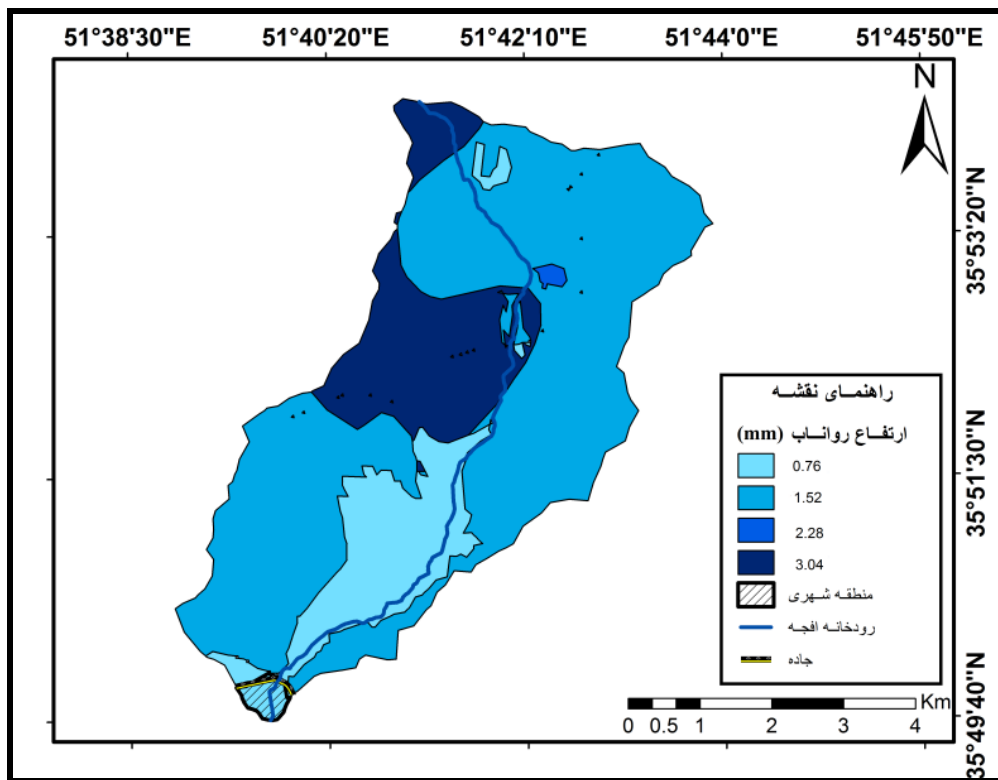 51°38'30"E 51°40'20"E 51°42'10"E 51°44'0"E 51°45'50"E
N
35°53'20"N
35°51'30"N
35°49'40"N
راهنمای نقشه
ارتفاع رواناب (mm)
0.76
1.52
2.28
3.04
منطقه شهری
رودخانه افجه
جاده
Km
0 0.5 1 2 3 4